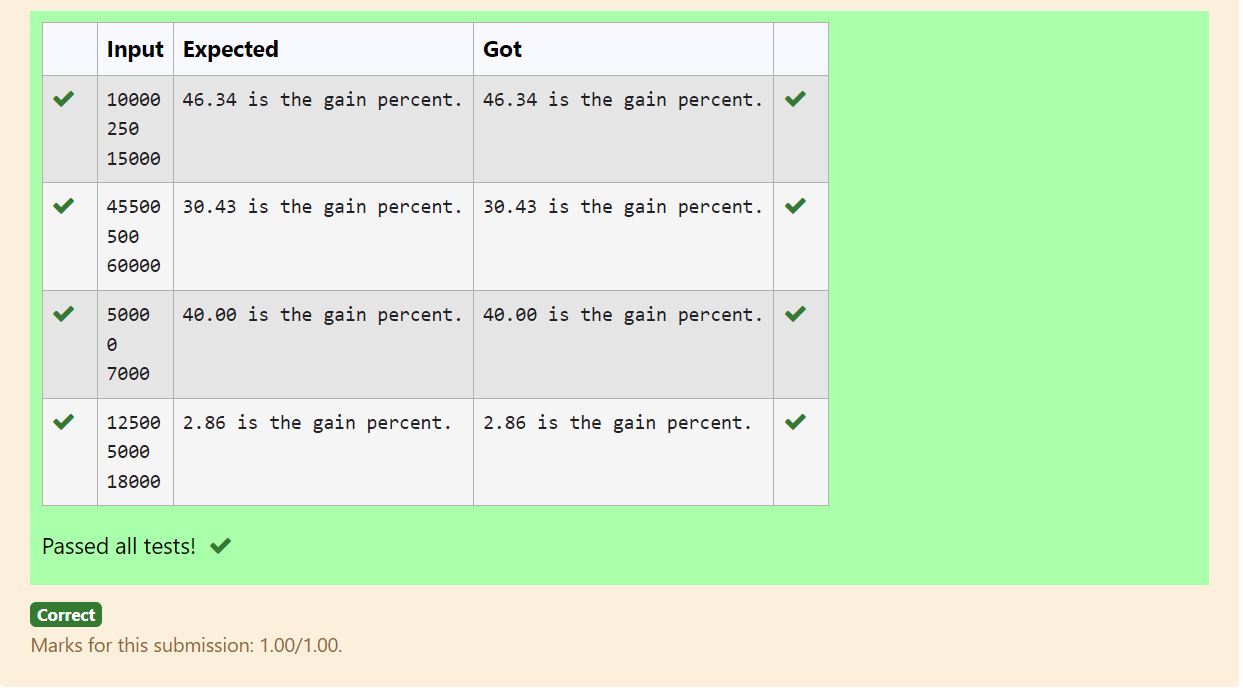 Input Expected Got
10000 46.34 is the gain percent. 46.34 is the gain percent.
250
15000
45500 30.43 is the gain percent. 30.43 is the gain percent.
500
60000
5000 40.00 is the gain percent. 40.00 is the gain percent.
0
7000
12500 2.86 is the gain percent. 2.86 is the gain percent.
5000
18000
Passed all tests!
Correct
Marks for this submission: 1.00/1.00.